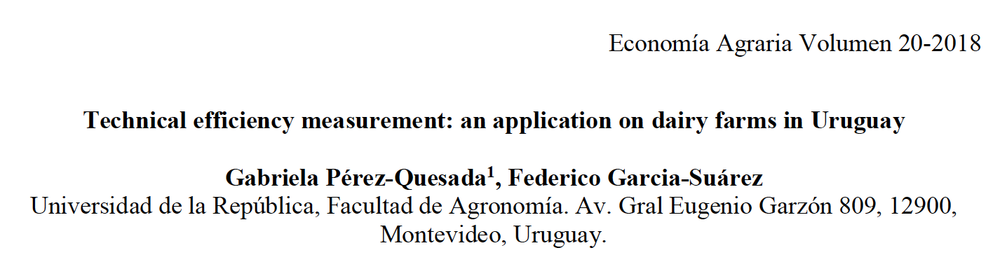 Economía Agraria Volumen 20-2018
Technical efficiency measurement: an application on dairy farms in Uruguay
Gabriela Pérez-Quesada¹, Federico Garcia-Suárez
Universidad de la República, Facultad de Agronomía. Av. Gral Eugenio Garzón 809, 12900,
Montevideo, Uruguay.